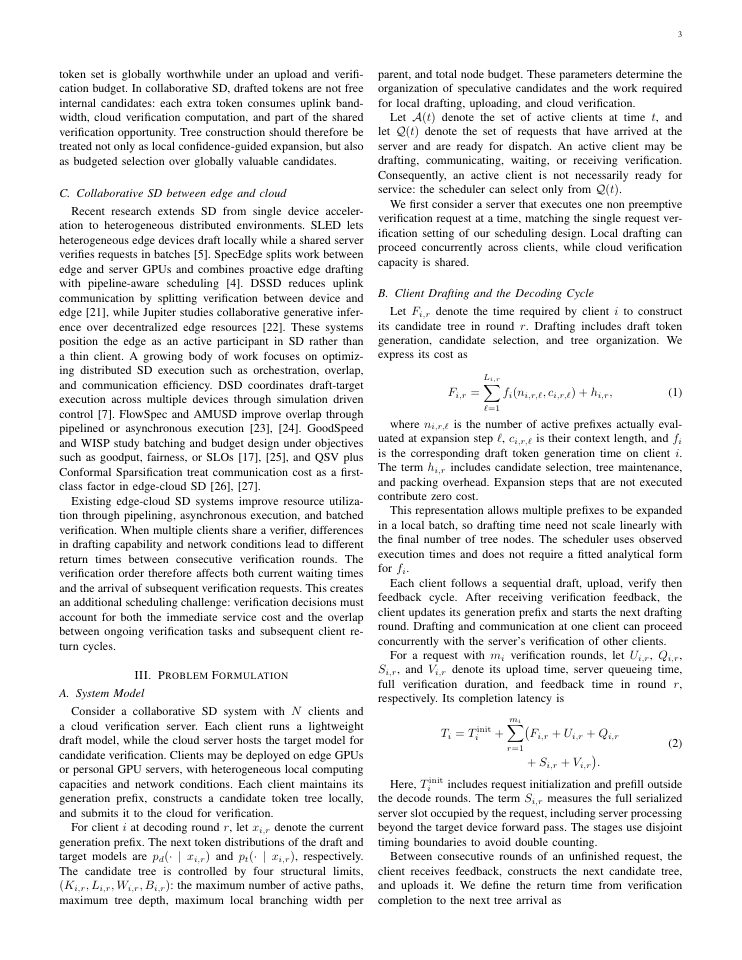 3
token set is globally worthwhile under an upload and verifi-
cation budget. In collaborative SD, drafted tokens are not free
internal candidates: each extra token consumes uplink band-
width, cloud verification computation, and part of the shared
verification opportunity. Tree construction should therefore be
treated not only as local confidence-guided expansion, but also
as budgeted selection over globally valuable candidates.
C. Collaborative SD between edge and cloud
Recent research extends SD from single device acceler-
ation to heterogeneous distributed environments. SLED lets
heterogeneous edge devices draft locally while a shared server
verifies requests in batches [5]. SpecEdge splits work between
edge and server GPUs and combines proactive edge drafting
with pipeline-aware scheduling [4]. DSSD reduces uplink
communication by splitting verification between device and
edge [21], while Jupiter studies collaborative generative infer-
ence over decentralized edge resources [22]. These systems
position the edge as an active participant in SD rather than
a thin client. A growing body of work focuses on optimiz-
ing distributed SD execution such as orchestration, overlap,
and communication efficiency. DSD coordinates draft-target
execution across multiple devices through simulation driven
control [7]. FlowSpec and AMUSD improve overlap through
pipelined or asynchronous execution [23], [24]. GoodSpeed
and WISP study batching and budget design under objectives
such as goodput, fairness, or SLOs [17], [25], and QSV plus
Conformal Sparsification treat communication cost as a first-
class factor in edge-cloud SD [26], [27].
Existing edge-cloud SD systems improve resource utiliza-
tion through pipelining, asynchronous execution, and batched
verification. When multiple clients share a verifier, differences
in drafting capability and network conditions lead to different
return times between consecutive verification rounds. The
verification order therefore affects both current waiting times
and the arrival of subsequent verification requests. This creates
an additional scheduling challenge: verification decisions must
account for both the immediate service cost and the overlap
between ongoing verification tasks and subsequent client re-
turn cycles.
III. PROBLEM FORMULATION
A. System Model
Consider a collaborative SD system with N clients and
a cloud verification server. Each client runs a lightweight
draft model, while the cloud server hosts the target model for
candidate verification. Clients may be deployed on edge GPUs
or personal GPU servers, with heterogeneous local computing
capacities and network conditions. Each client maintains its
generation prefix, constructs a candidate token tree locally,
and submits it to the cloud for verification.
For client i at decoding round r, let x_{i,r} denote the current
generation prefix. The next token distributions of the draft and
target models are p_d(· | x_{i,r}) and p_t(· | x_{i,r}), respectively.
The candidate tree is controlled by four structural limits,
(K_{i,r}, L_{i,r}, W_{i,r}, B_{i,r}): the maximum number of active paths,
maximum tree depth, maximum local branching width per
parent, and total node budget. These parameters determine the
organization of speculative candidates and the work required
for local drafting, uploading, and cloud verification.
Let A(t) denote the set of active clients at time t, and
let Q(t) denote the set of requests that have arrived at the
server and are ready for dispatch. An active client may be
drafting, communicating, waiting, or receiving verification.
Consequently, an active client is not necessarily ready for
service: the scheduler can select only from Q(t).
We first consider a server that executes one non preemptive
verification request at a time, matching the single request ver-
ification setting of our scheduling design. Local drafting can
proceed concurrently across clients, while cloud verification
capacity is shared.
B. Client Drafting and the Decoding Cycle
Let F_{i,r} denote the time required by client i to construct
its candidate tree in round r. Drafting includes draft token
generation, candidate selection, and tree organization. We
express its cost as
F_{i,r} = ∑_{ℓ=1}^{L_{i,r}} f_i(n_{i,r,ℓ}, c_{i,r,ℓ}) + h_{i,r}, (1)
where n_{i,r,ℓ} is the number of active prefixes actually eval-
uated at expansion step ℓ, c_{i,r,ℓ} is their context length, and f_i
is the corresponding draft token generation time on client i.
The term h_{i,r} includes candidate selection, tree maintenance,
and packing overhead. Expansion steps that are not executed
contribute zero cost.
This representation allows multiple prefixes to be expanded
in a local batch, so drafting time need not scale linearly with
the final number of tree nodes. The scheduler uses observed
execution times and does not require a fitted analytical form
for f_i.
Each client follows a sequential draft, upload, verify then
feedback cycle. After receiving verification feedback, the
client updates its generation prefix and starts the next drafting
round. Drafting and communication at one client can proceed
concurrently with the server's verification of other clients.
For a request with m_i verification rounds, let U_{i,r}, Q_{i,r},
S_{i,r}, and V_{i,r} denote its upload time, server queueing time,
full verification duration, and feedback time in round r,
respectively. Its completion latency is
T_i = T_i^{init} + ∑_{r=1}^{m_i} (F_{i,r} + U_{i,r} + Q_{i,r}
+ S_{i,r} + V_{i,r}). (2)
Here, T_i^{init} includes request initialization and prefill outside
the decode rounds. The term S_{i,r} measures the full serialized
server slot occupied by the request, including server processing
beyond the target device forward pass. The stages use disjoint
timing boundaries to avoid double counting.
Between consecutive rounds of an unfinished request, the
client receives feedback, constructs the next candidate tree,
and uploads it. We define the return time from verification
completion to the next tree arrival as